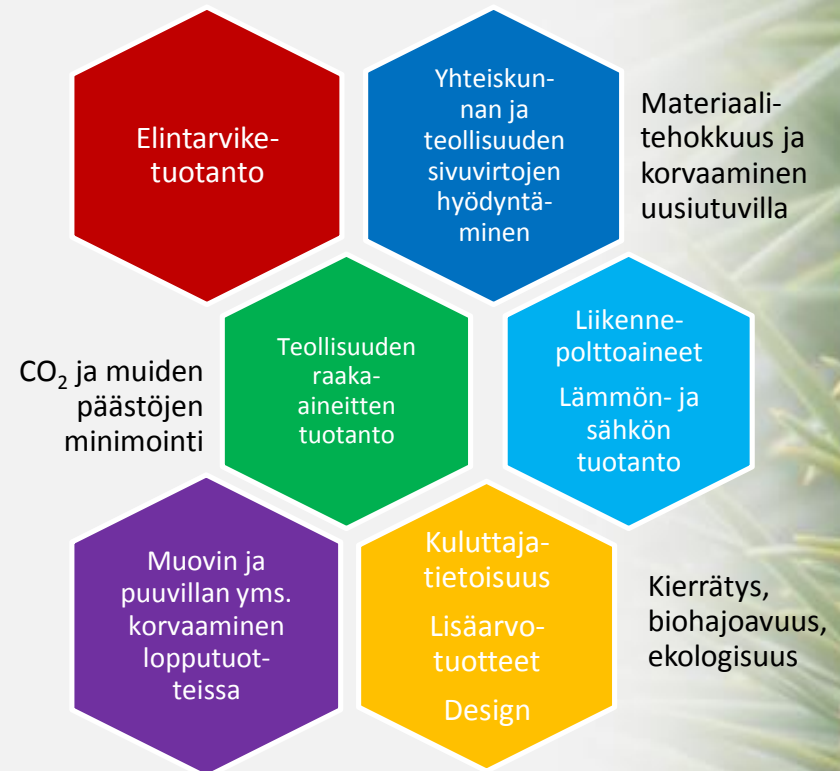 Elintarvike-
tuotanto
Yhteiskun-
nan ja
teollisuuden
sivuvirtojen
hyödyntä-
minen
Materiaali-
tehokkuus ja
korvaaminen
uusiutuvilla
CO₂ ja muiden
päästöjen
minimointi
Teollisuuden
raaka-
aineitten
tuotanto
Liikenne-
polttoaineet
Lämmön- ja
sähkön
tuotanto
Muovin ja
puuvillan yms.
korvaaminen
lopputuot-
teissa
Kuluttaja-
tietoisuus
Lisäarvo-
tuotteet
Design
Kierrätys,
biohajoavuus,
ekologisuus